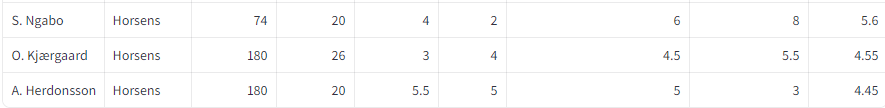 S. Ngabo Horsens 74 20 4 2 6 8 5.6
O. Kjærgaard Horsens 180 26 3 4 4.5 5.5 4.55
A. Herdonsson Horsens 180 20 5.5 5 5 3 4.45